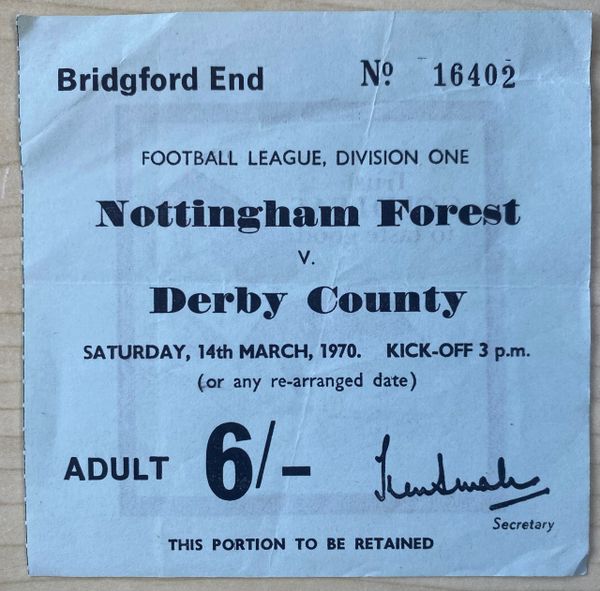 Bridgford End Nº 16402
FOOTBALL LEAGUE, DIVISION ONE
Nottingham Forest
V.
Derby County
SATURDAY, 14th MARCH, 1970. KICK-OFF 3 p.m.
(or any re-arranged date)
ADULT 6/–
Secretary
THIS PORTION TO BE RETAINED